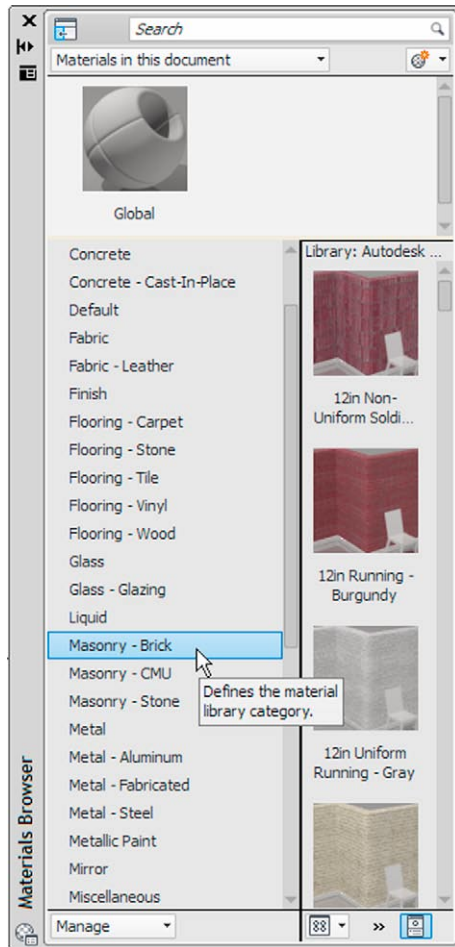 Search
Materials in this document
Global
Concrete
Concrete - Cast-In-Place
Default
Fabric
Fabric - Leather
Finish
Flooring - Carpet
Flooring - Stone
Flooring - Tile
Flooring - Vinyl
Flooring - Wood
Glass
Glass - Glazing
Liquid
Masonry - Brick
Masonry - CMU
Masonry - Stone
Defines the material
library category.
Metal
Metal - Aluminum
Metal - Fabricated
Metal - Steel
Metallic Paint
Mirror
Miscellaneous
Library: Autodesk ...
12in Non-
Uniform Soldi...
12in Running -
Burgundy
12in Uniform
Running - Gray
Manage
Materials Browser